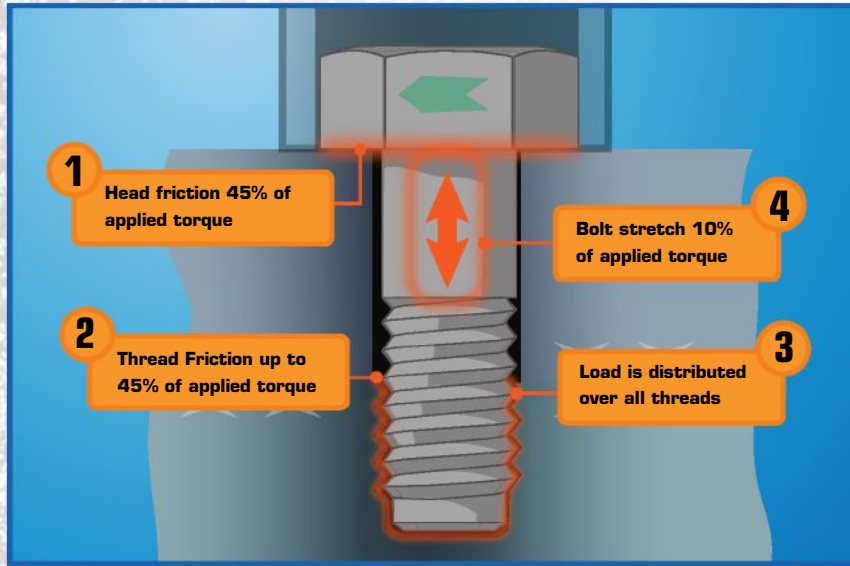 1
Head friction 45% of
applied torque
2
Thread Friction up to
45% of applied torque
3
Load is distributed
over all threads
4
Bolt stretch 10%
of applied torque